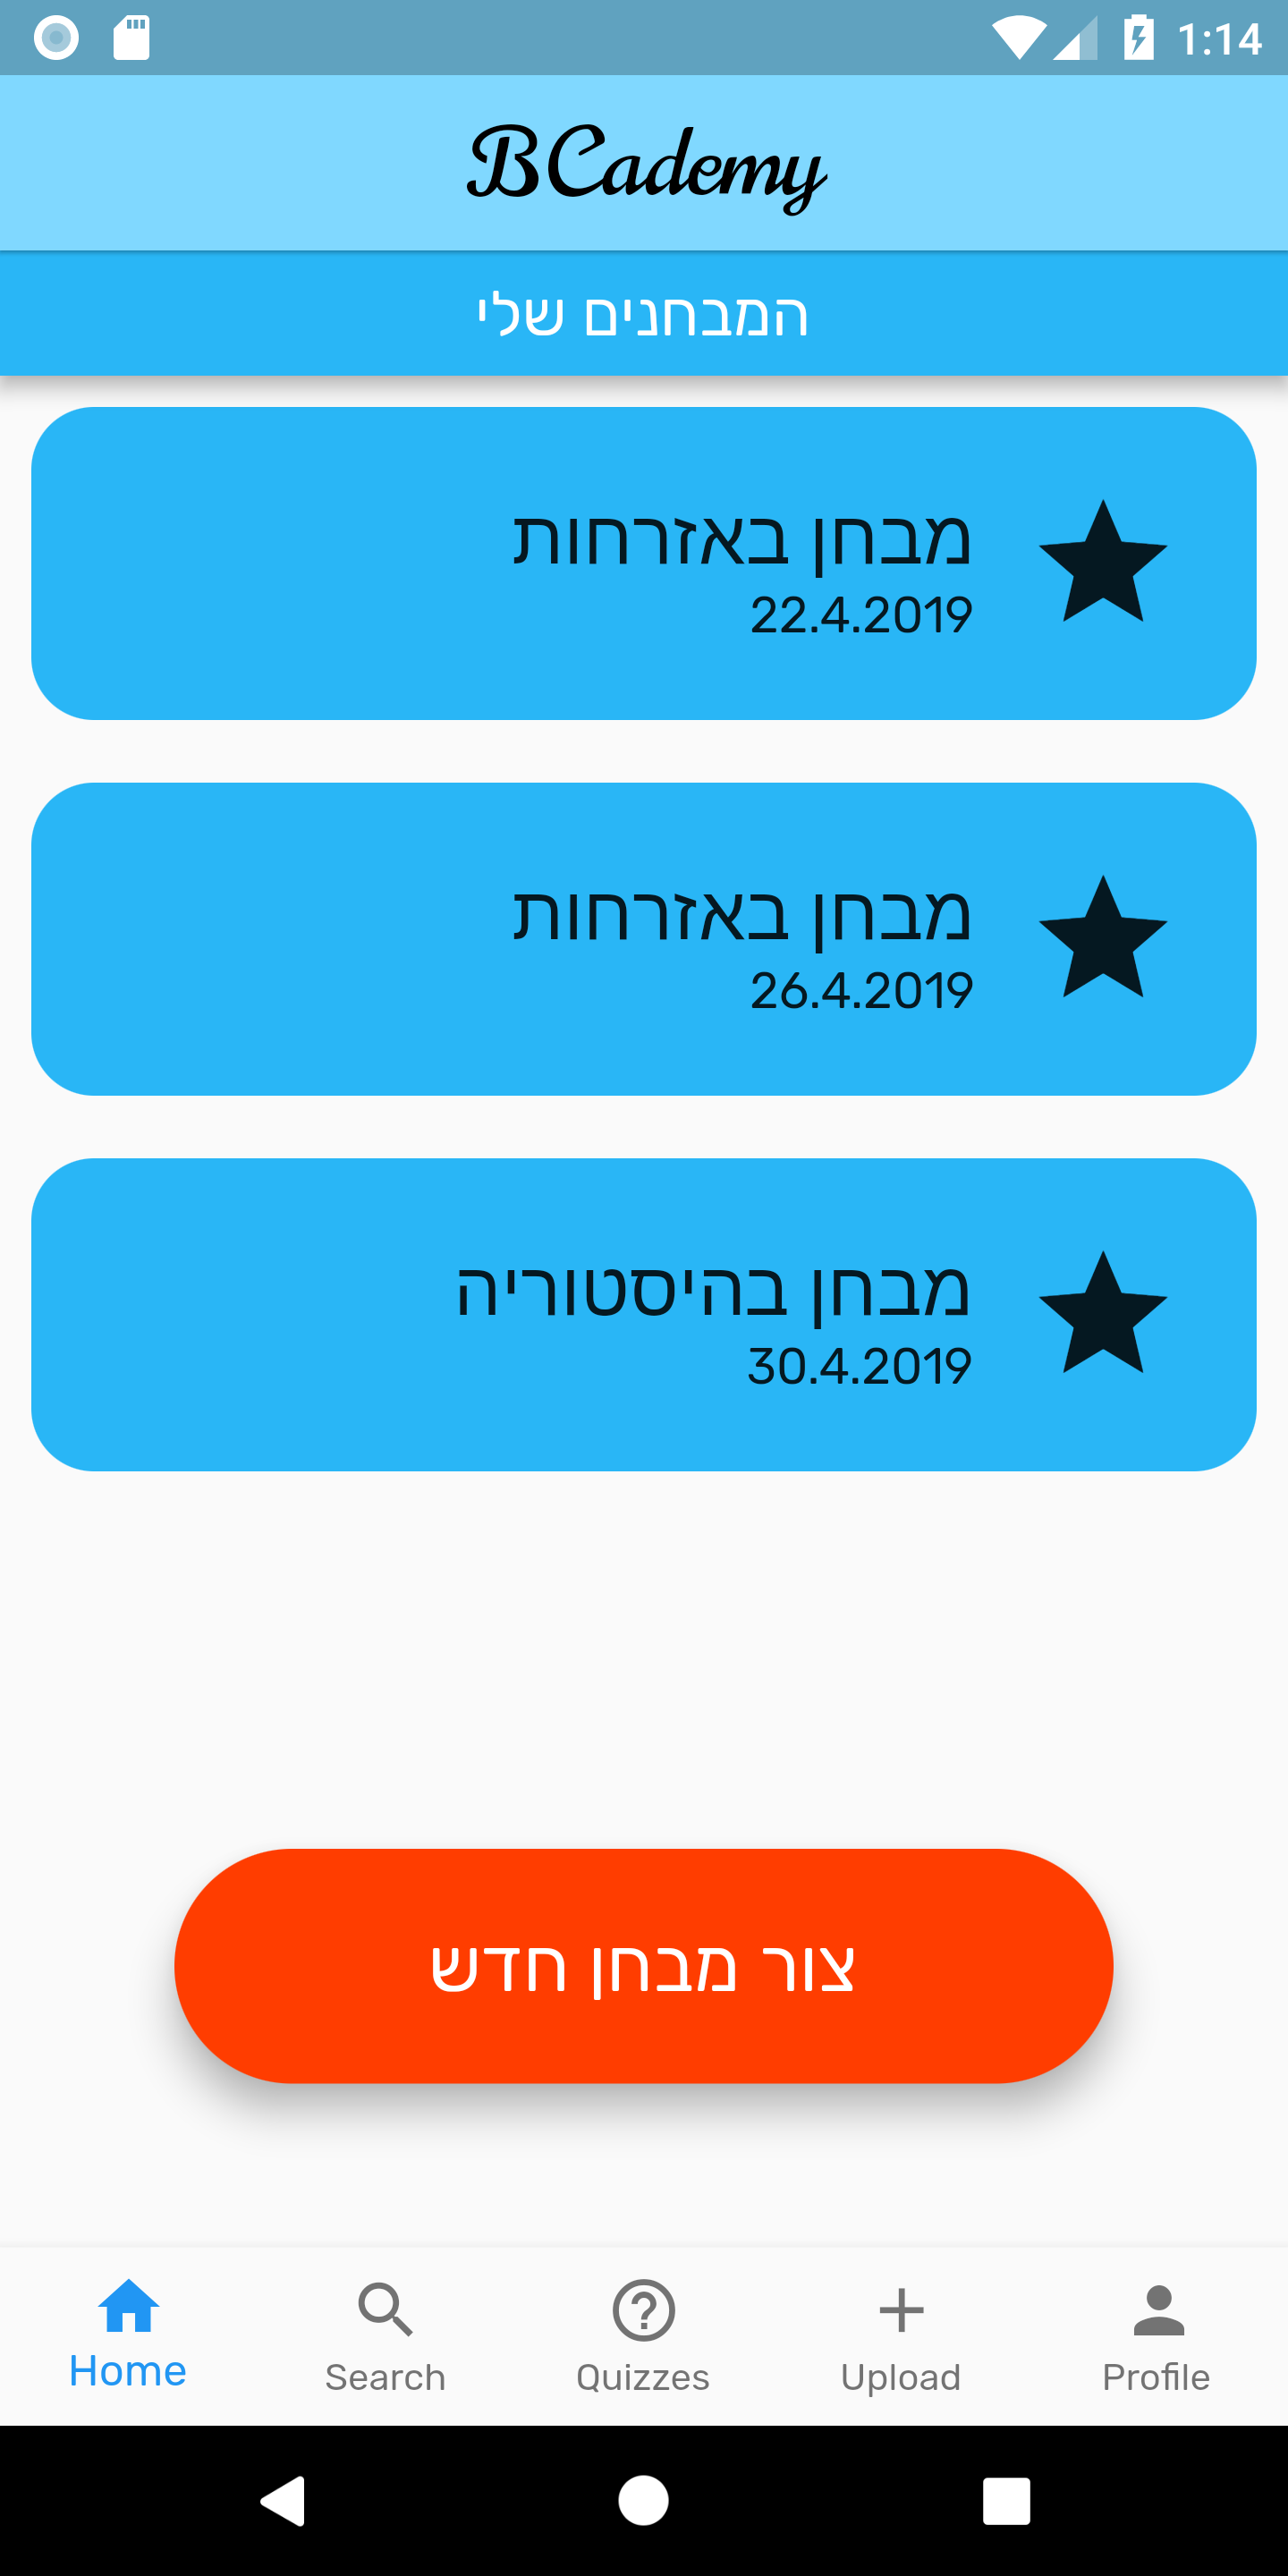 1:14
BCademy
המבחנים שלי
מבחן באזרחות
22.4.2019
מבחן באזרחות
26.4.2019
מבחן בהיסטוריה
30.4.2019
צור מבחן חדש
Home
Search
Quizzes
Upload
Profile